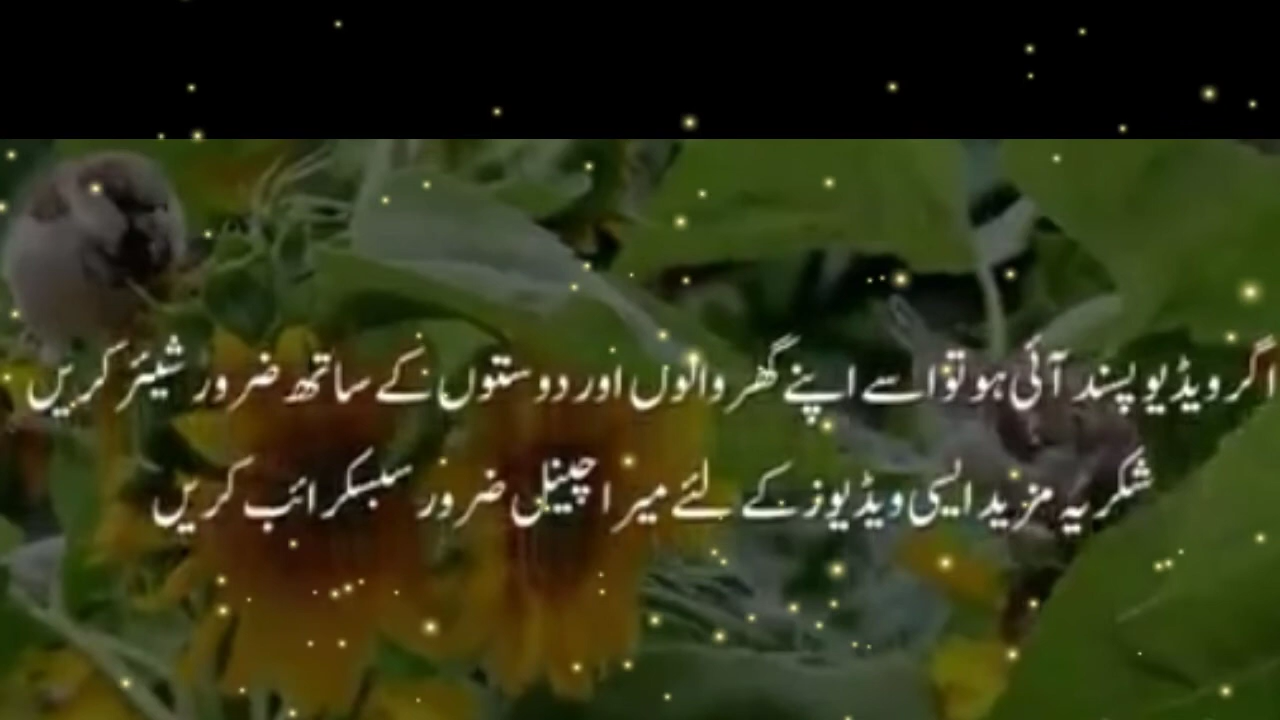 اگر ویڈیو پسند آئی ہو تو اسے اپنے گھر والوں اور دوستوں کے ساتھ ضرور شیئر کریں
شکریہ مزید ایسی ویڈیوز کے لئے میرا چینل ضرور سبسکرائب کریں